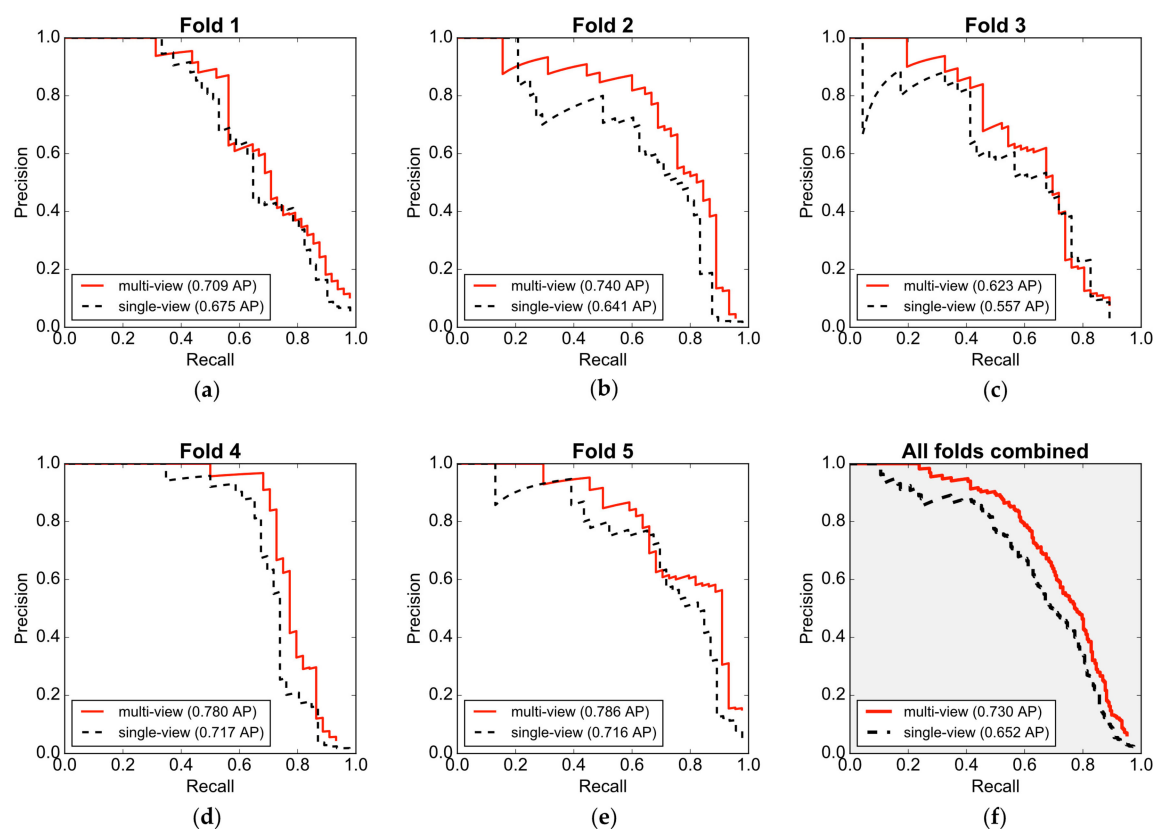 Fold 1
Precision
1.0
0.8
0.6
0.4
0.2
0.0
multi-view (0.709 AP)
single-view (0.675 AP)
0.0 0.2 0.4 0.6 0.8 1.0
Recall
(a)
Fold 2
Precision
1.0
0.8
0.6
0.4
0.2
0.0
multi-view (0.740 AP)
single-view (0.641 AP)
0.0 0.2 0.4 0.6 0.8 1.0
Recall
(b)
Fold 3
Precision
1.0
0.8
0.6
0.4
0.2
0.0
multi-view (0.623 AP)
single-view (0.557 AP)
0.0 0.2 0.4 0.6 0.8 1.0
Recall
(c)
Fold 4
Precision
1.0
0.8
0.6
0.4
0.2
0.0
multi-view (0.780 AP)
single-view (0.717 AP)
0.0 0.2 0.4 0.6 0.8 1.0
Recall
(d)
Fold 5
Precision
1.0
0.8
0.6
0.4
0.2
0.0
multi-view (0.786 AP)
single-view (0.716 AP)
0.0 0.2 0.4 0.6 0.8 1.0
Recall
(e)
All folds combined
Precision
1.0
0.8
0.6
0.4
0.2
0.0
multi-view (0.730 AP)
single-view (0.652 AP)
0.0 0.2 0.4 0.6 0.8 1.0
Recall
(f)